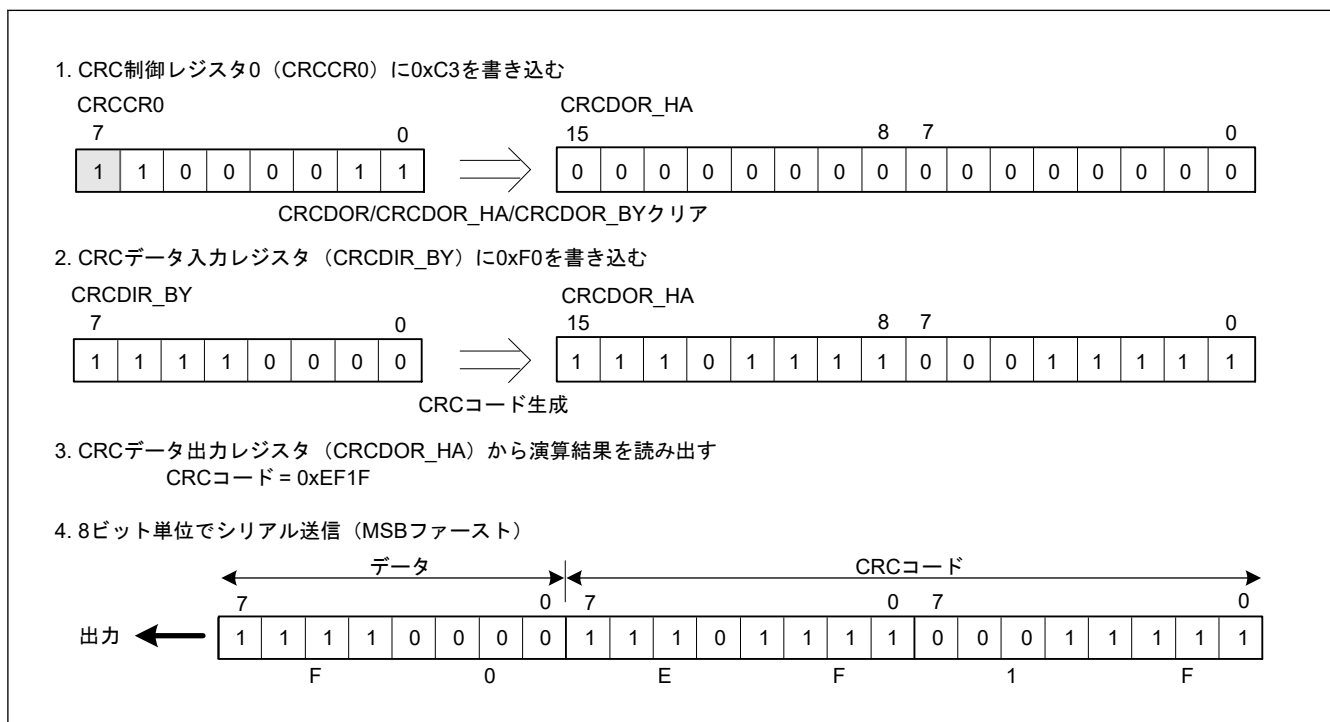 1. CRC制御レジスタ0（CRCCR0）に0xC3を書き込む
CRCCR0 CRCDOR_HA
7 0 15 8 7 0
1 1 0 0 0 0 1 1 0 0 0 0 0 0 0 0 0 0 0 0 0 0 0 0
CRCDOR/CRCDOR_HA/CRCDOR_BYクリア
2. CRCデータ入力レジスタ（CRCDIR_BY）に0xF0を書き込む
CRCDIR_BY CRCDOR_HA
7 0 15 8 7 0
1 1 1 1 0 0 0 0 1 1 1 0 1 1 1 1 0 0 0 1 1 1 1 1
CRCコード生成
3. CRCデータ出力レジスタ（CRCDOR_HA）から演算結果を読み出す
CRCコード = 0xEF1F
4. 8ビット単位でシリアル送信（MSBファースト）
データ CRCコード
7 0 7 0 7 0
出力 1 1 1 1 0 0 0 0 1 1 1 0 1 1 1 1 0 0 0 1 1 1 1 1
F 0 E F 1 F